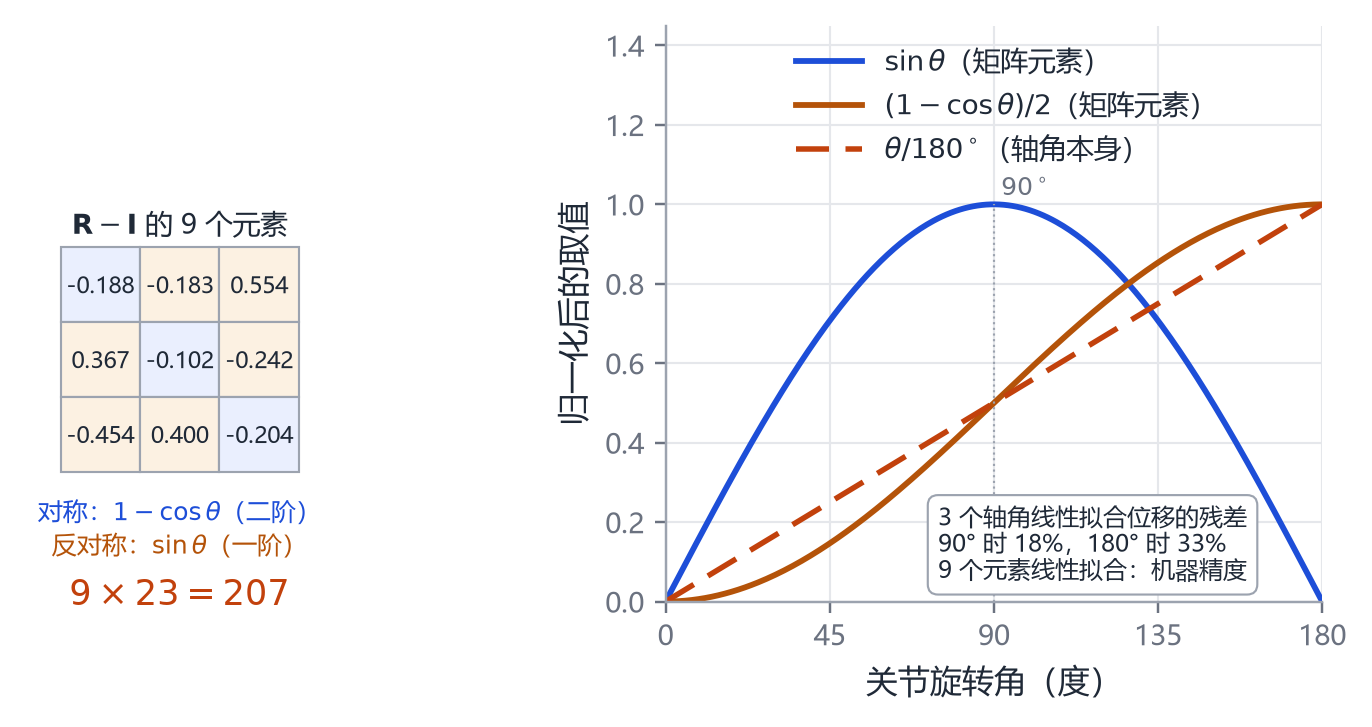 R − I 的 9 个元素
-0.188 -0.183 0.554
0.367 -0.102 -0.242
-0.454 0.400 -0.204
对称：1 − cos θ（二阶）
反对称：sin θ（一阶）
9 × 23 = 207
sin θ（矩阵元素）
(1 − cos θ)/2（矩阵元素）
θ/180°（轴角本身）
90°
归一化后的取值
1.4
1.2
1.0
0.8
0.6
0.4
0.2
0.0
3 个轴角线性拟合位移的残差
90° 时 18%，180° 时 33%
9 个元素线性拟合：机器精度
0 45 90 135 180
关节旋转角（度）